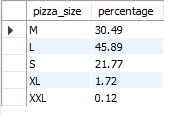 pizza_size percentage
M 30.49
L 45.89
S 21.77
XL 1.72
XXL 0.12